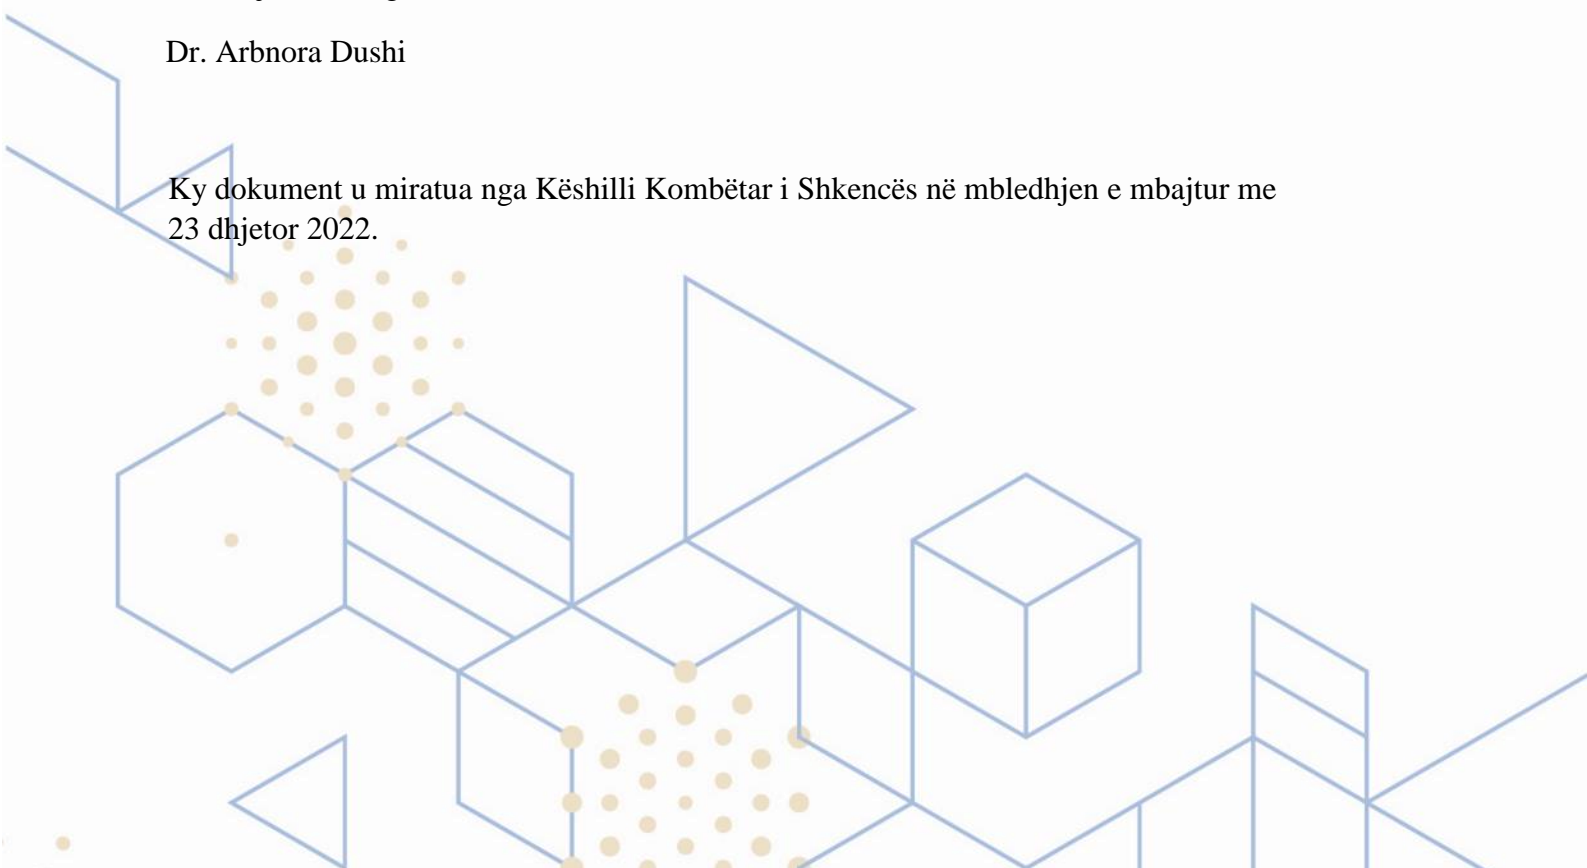 Dr. Arbnora Dushi
Ky dokument u miratua nga Këshilli Kombëtar i Shkencës në mbledhjen e mbajtur me
23 dhjetor 2022.